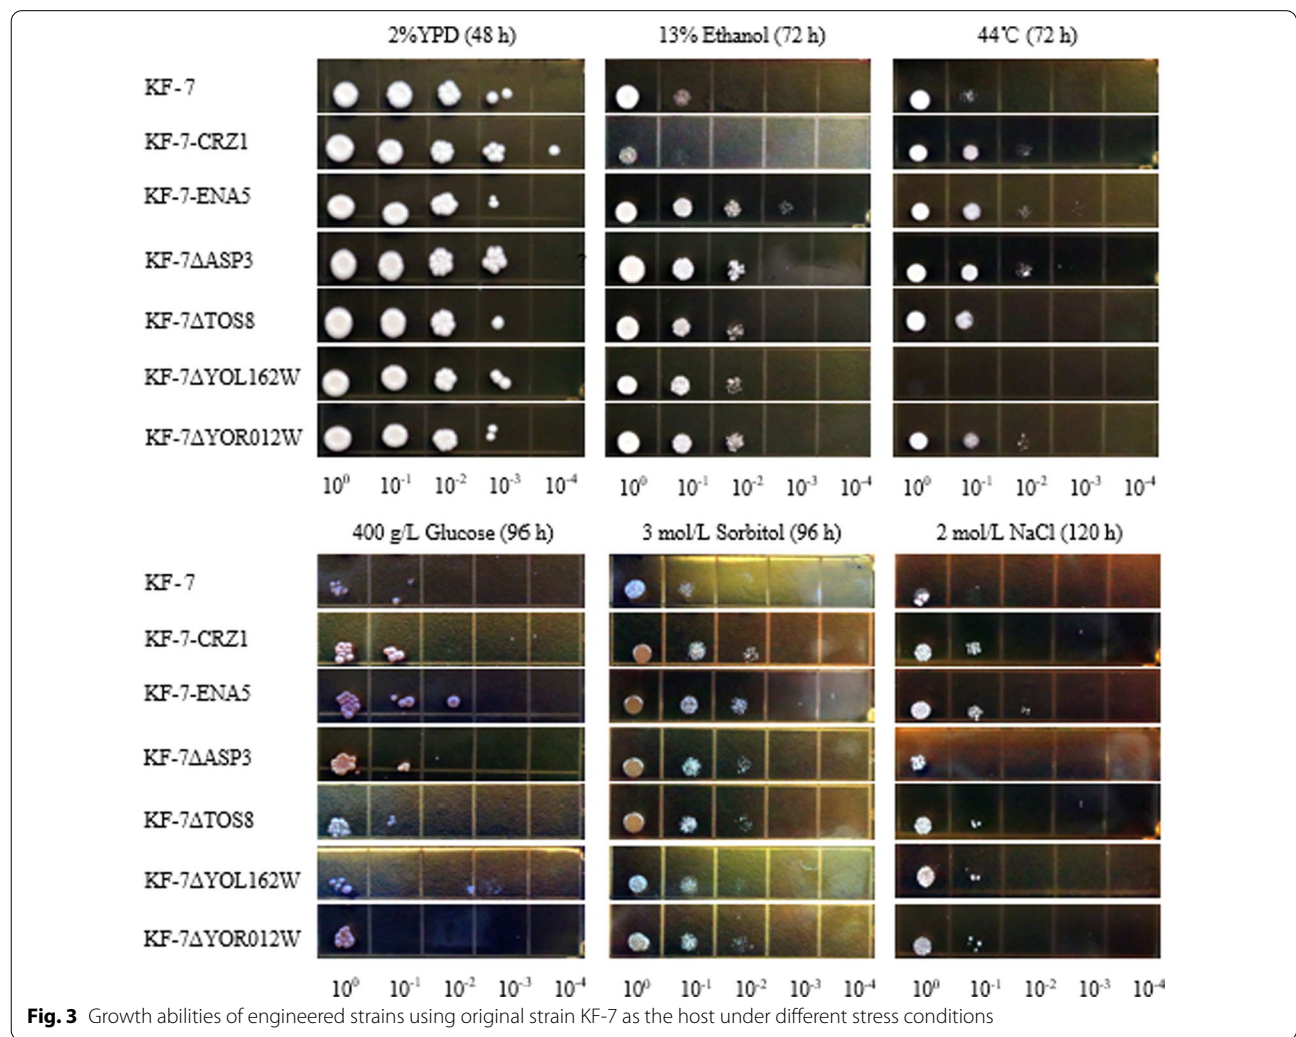 2%YPD (48 h) 13% Ethanol (72 h) 44℃ (72 h)
KF-7
KF-7-CRZ1
KF-7-ENA5
KF-7ΔASP3
KF-7ΔTOS8
KF-7ΔYOL162W
KF-7ΔYOR012W
10⁰ 10⁻¹ 10⁻² 10⁻³ 10⁻⁴ 10⁰ 10⁻¹ 10⁻² 10⁻³ 10⁻⁴ 10⁰ 10⁻¹ 10⁻² 10⁻³ 10⁻⁴
400 g/L Glucose (96 h) 3 mol/L Sorbitol (96 h) 2 mol/L NaCl (120 h)
KF-7
KF-7-CRZ1
KF-7-ENA5
KF-7ΔASP3
KF-7ΔTOS8
KF-7ΔYOL162W
KF-7ΔYOR012W
10⁰ 10⁻¹ 10⁻² 10⁻³ 10⁻⁴ 10⁰ 10⁻¹ 10⁻² 10⁻³ 10⁻⁴ 10⁰ 10⁻¹ 10⁻² 10⁻³ 10⁻⁴
Fig. 3 Growth abilities of engineered strains using original strain KF-7 as the host under different stress conditions